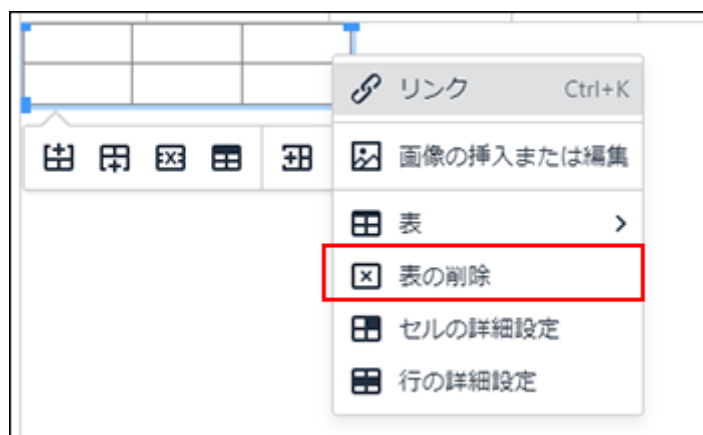 リンク Ctrl+K
画像の挿入または編集
表
表の削除
セルの詳細設定
行の詳細設定